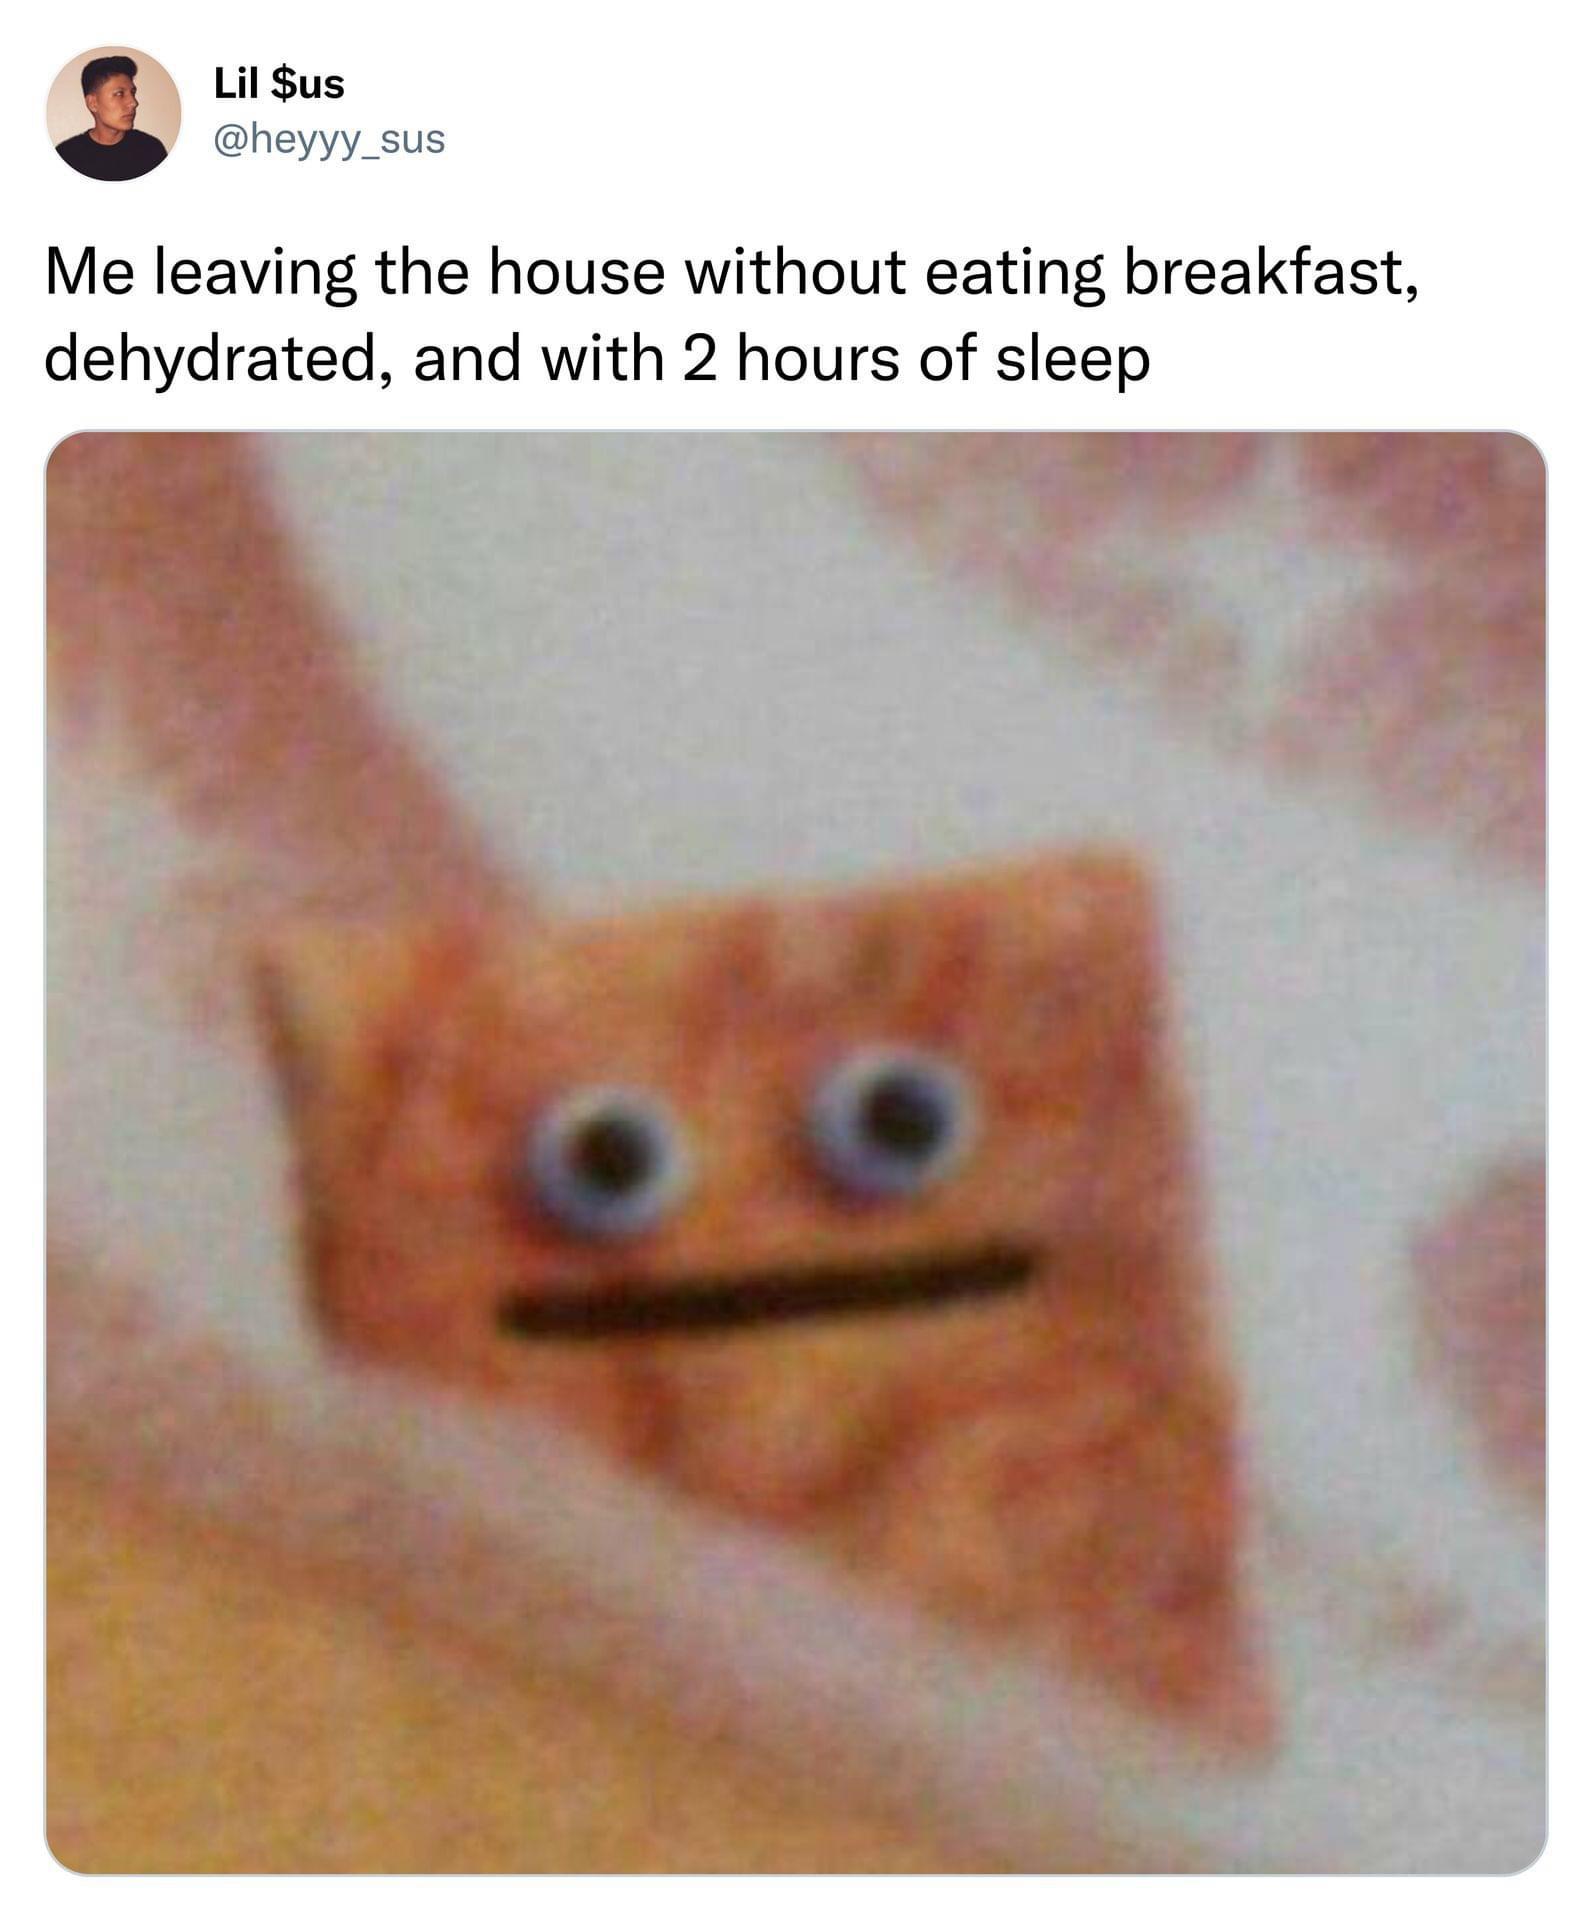 Lil $us
@heyyy_sus
Me leaving the house without eating breakfast,
dehydrated, and with 2 hours of sleep